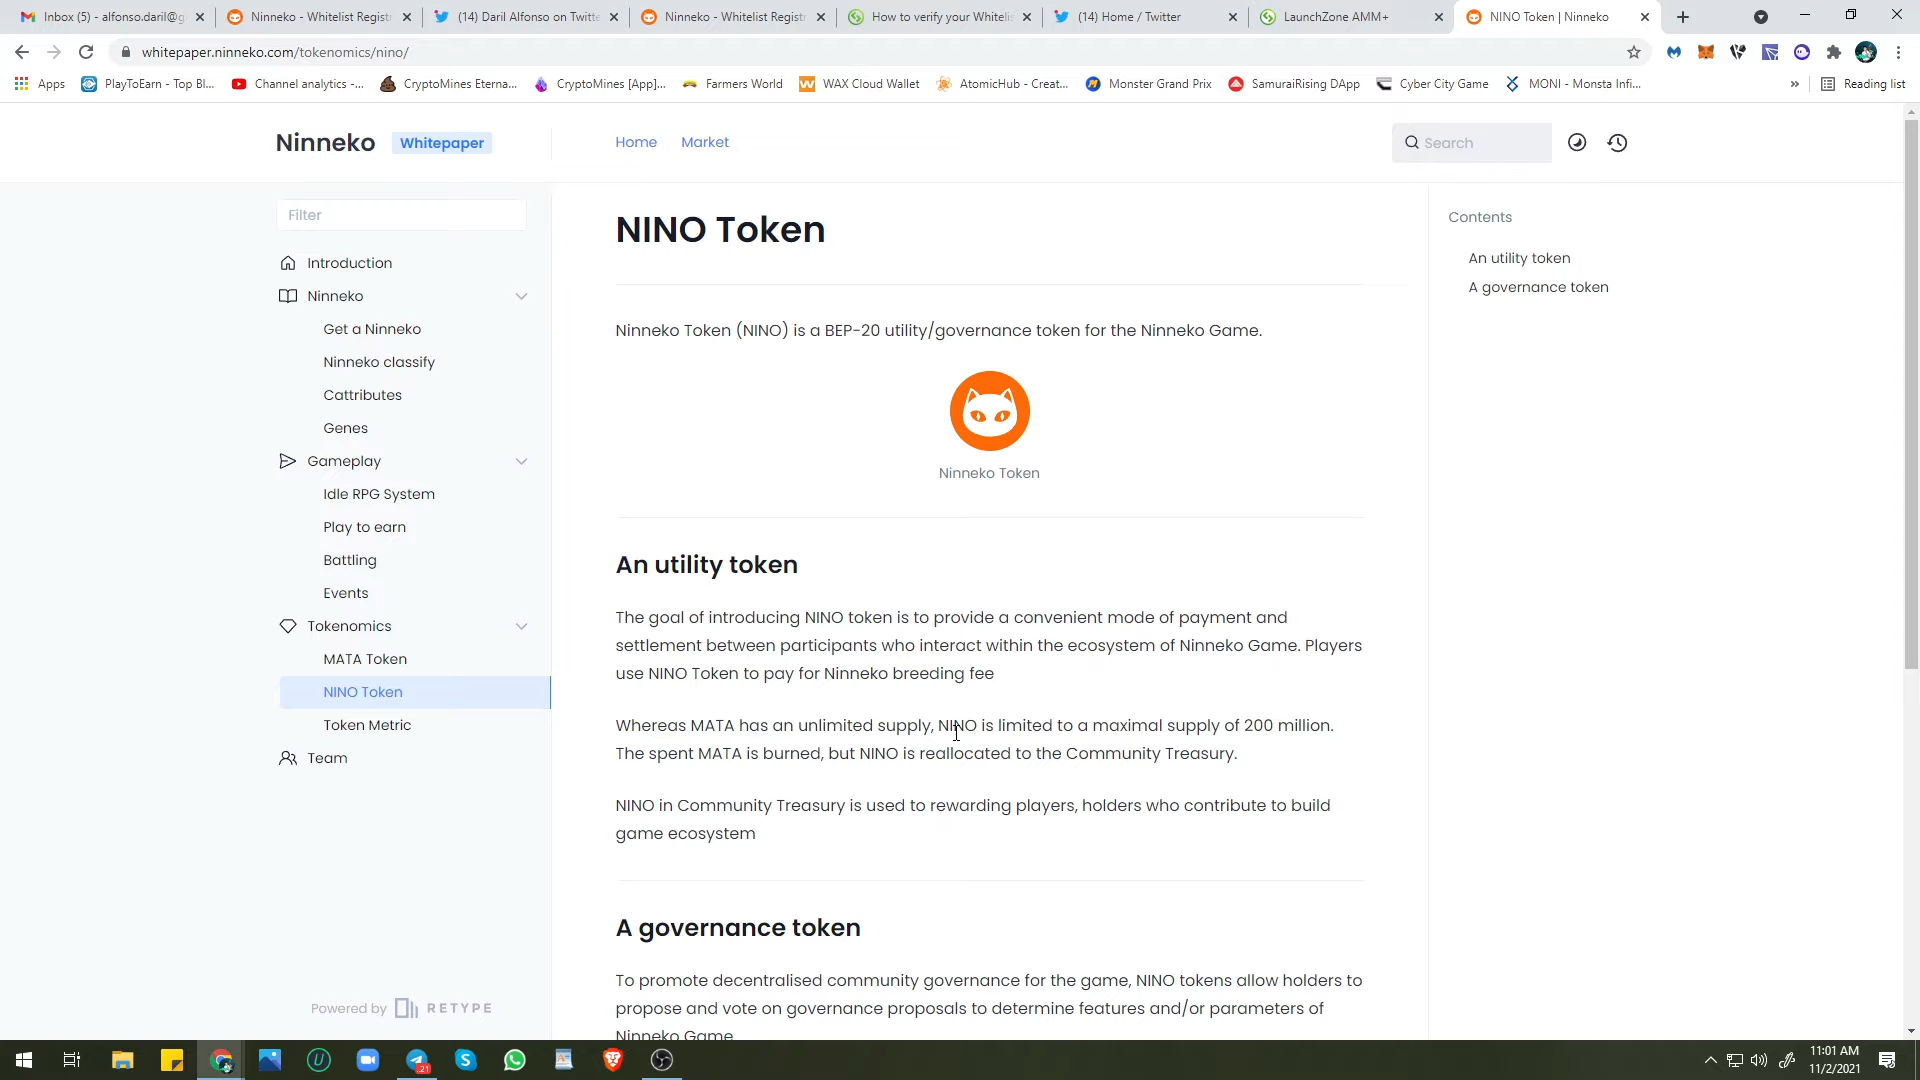 Inbox (5) - alfonso.daril@g
Ninneko - Whitelist Registr
(14) Daril Alfonso on Twitte
Ninneko - Whitelist Registr
How to verify your Whitelis
(14) Home / Twitter
LaunchZone AMM+
NINO Token | Ninneko
whitepaper.ninneko.com/tokenomics/nino/
Apps
PlayToEarn - Top Bl...
Channel analytics -...
CryptoMines Eterna...
CryptoMines [App]...
Farmers World
WAX Cloud Wallet
AtomicHub - Creat...
Monster Grand Prix
SamuraiRising DApp
Cyber City Game
MONI - Monsta Infi...
»
Reading list
Ninneko
Whitepaper
Home
Market
Search
Filter
Introduction
Ninneko
Get a Ninneko
Ninneko classify
Cattributes
Genes
Gameplay
Idle RPG System
Play to earn
Battling
Events
Tokenomics
MATA Token
NINO Token
Token Metric
Team
Powered by RETYPE
NINO Token
Ninneko Token (NINO) is a BEP-20 utility/governance token for the Ninneko Game.
Ninneko Token
An utility token
The goal of introducing NINO token is to provide a convenient mode of payment and
settlement between participants who interact within the ecosystem of Ninneko Game. Players
use NINO Token to pay for Ninneko breeding fee
Whereas MATA has an unlimited supply, NINO is limited to a maximal supply of 200 million.
The spent MATA is burned, but NINO is reallocated to the Community Treasury.
NINO in Community Treasury is used to rewarding players, holders who contribute to build
game ecosystem
A governance token
To promote decentralised community governance for the game, NINO tokens allow holders to
propose and vote on governance proposals to determine features and/or parameters of
Ninneko Game
Contents
An utility token
A governance token
21
11:01 AM
11/2/2021